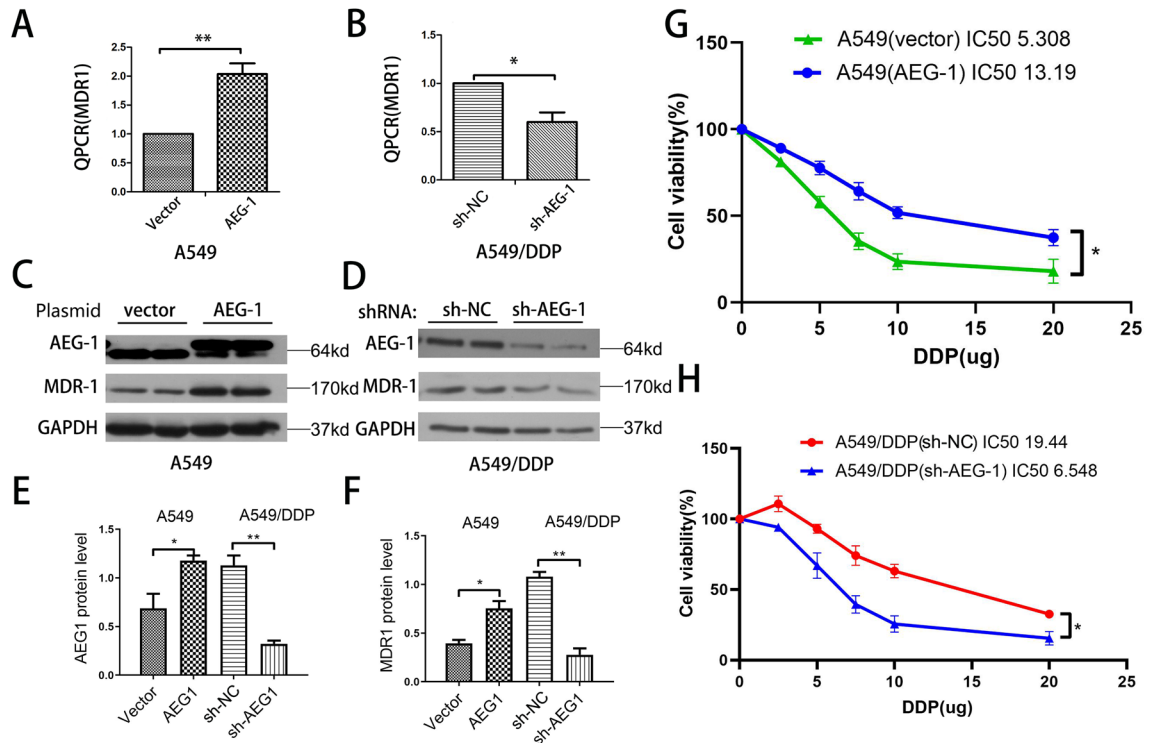 A
**
2.5
2.0
1.5
1.0
0.5
0.0
QPCR(MDR1)
Vector
AEG-1
A549
B
*
1.5
1.0
0.5
0.0
QPCR(MDR1)
sh-NC
sh-AEG-1
A549/DDP
C
Plasmid vector AEG-1
AEG-1 64kd
MDR-1 170kd
GAPDH 37kd
A549
D
shRNA: sh-NC sh-AEG-1
AEG-1 64kd
MDR-1 170kd
GAPDH 37kd
A549/DDP
E
A549 A549/DDP
* **
1.5
1.0
0.5
0.0
AEG1 protein level
Vector
AEG1
sh-NC
sh-AEG1
F
A549 A549/DDP
* **
1.5
1.0
0.5
0.0
MDR1 protein level
Vector
AEG1
sh-NC
sh-AEG1
G
A549(vector) IC50 5.308
A549(AEG-1) IC50 13.19
150
100
50
0
Cell viability(%)
*
0 5 10 15 20 25
DDP(ug)
H
A549/DDP(sh-NC) IC50 19.44
A549/DDP(sh-AEG-1) IC50 6.548
150
100
50
0
Cell viability(%)
*
0 5 10 15 20 25
DDP(ug)